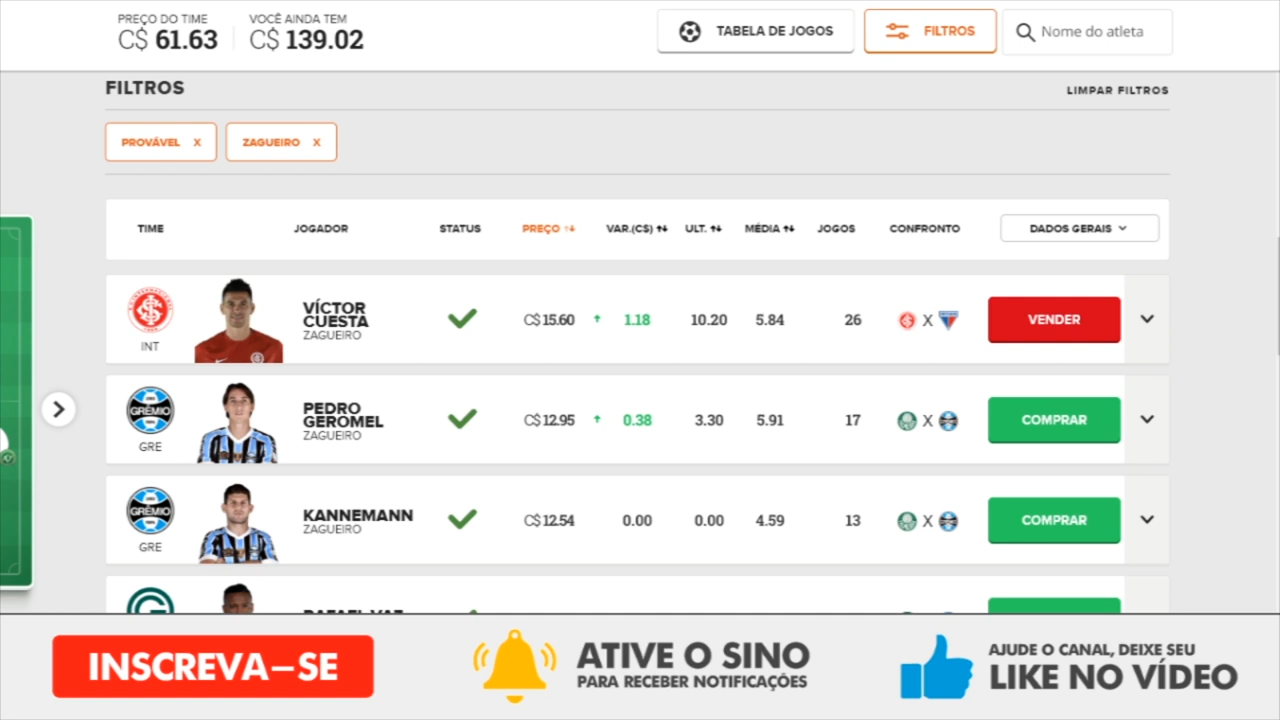 PREÇO DO TIME
C$ 61.63
VOCÊ AINDA TEM
C$ 139.02
TABELA DE JOGOS
FILTROS
Nome do atleta
FILTROS
LIMPAR FILTROS
PROVÁVEL X
ZAGUEIRO X
TIME JOGADOR STATUS PREÇO VAR.(C$) ULT. MÉDIA JOGOS CONFRONTO DADOS GERAIS
INT
VÍCTOR
CUESTA
ZAGUEIRO
C$ 15.60 1.18 10.20 5.84 26 X VENDER
GRÊMIO
GRE
PEDRO
GEROMEL
ZAGUEIRO
C$ 12.95 0.38 3.30 5.91 17 X COMPRAR
GRÊMIO
GRE
KANNEMANN
ZAGUEIRO
C$ 12.54 0.00 0.00 4.59 13 X COMPRAR
RAFAEL VAZ
INSCREVA-SE
ATIVE O SINO
PARA RECEBER NOTIFICAÇÕES
AJUDE O CANAL, DEIXE SEU
LIKE NO VÍDEO